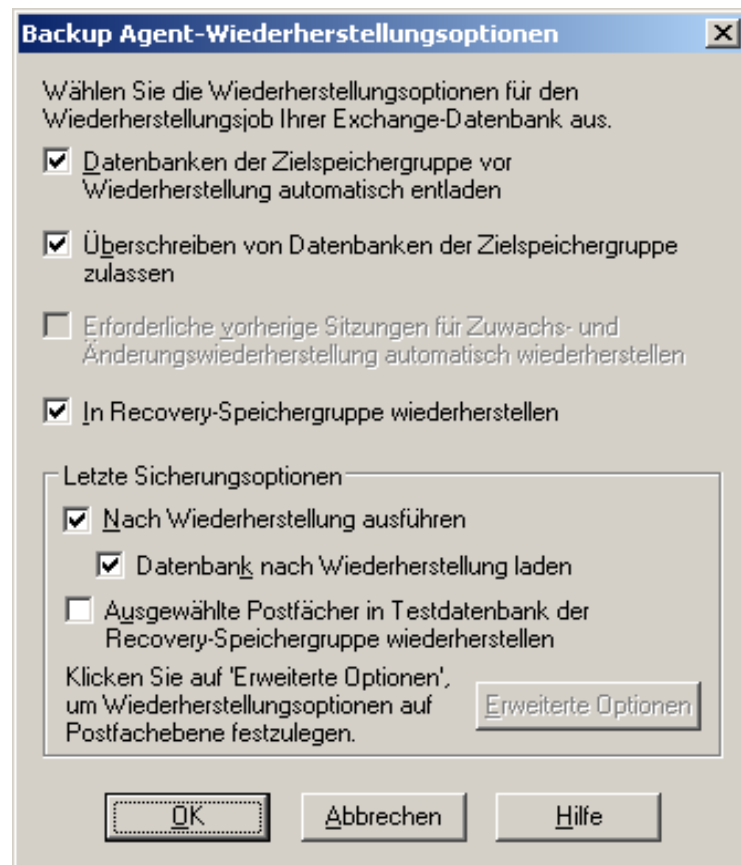 Backup Agent-Wiederherstellungsoptionen
Wählen Sie die Wiederherstellungsoptionen für den
Wiederherstellungsjob Ihrer Exchange-Datenbank aus.
Datenbanken der Zielspeichergruppe vor
Wiederherstellung automatisch entladen
Überschreiben von Datenbanken der Zielspeichergruppe
zulassen
Erforderliche vorherige Sitzungen für Zuwachs- und
Änderungswiederherstellung automatisch wiederherstellen
In Recovery-Speichergruppe wiederherstellen
Letzte Sicherungsoptionen
Nach Wiederherstellung ausführen
Datenbank nach Wiederherstellung laden
Ausgewählte Postfächer in Testdatenbank der
Recovery-Speichergruppe wiederherstellen
Klicken Sie auf 'Erweiterte Optionen',
um Wiederherstellungsoptionen auf
Postfachebene festzulegen.
Erweiterte Optionen
OK
Abbrechen
Hilfe